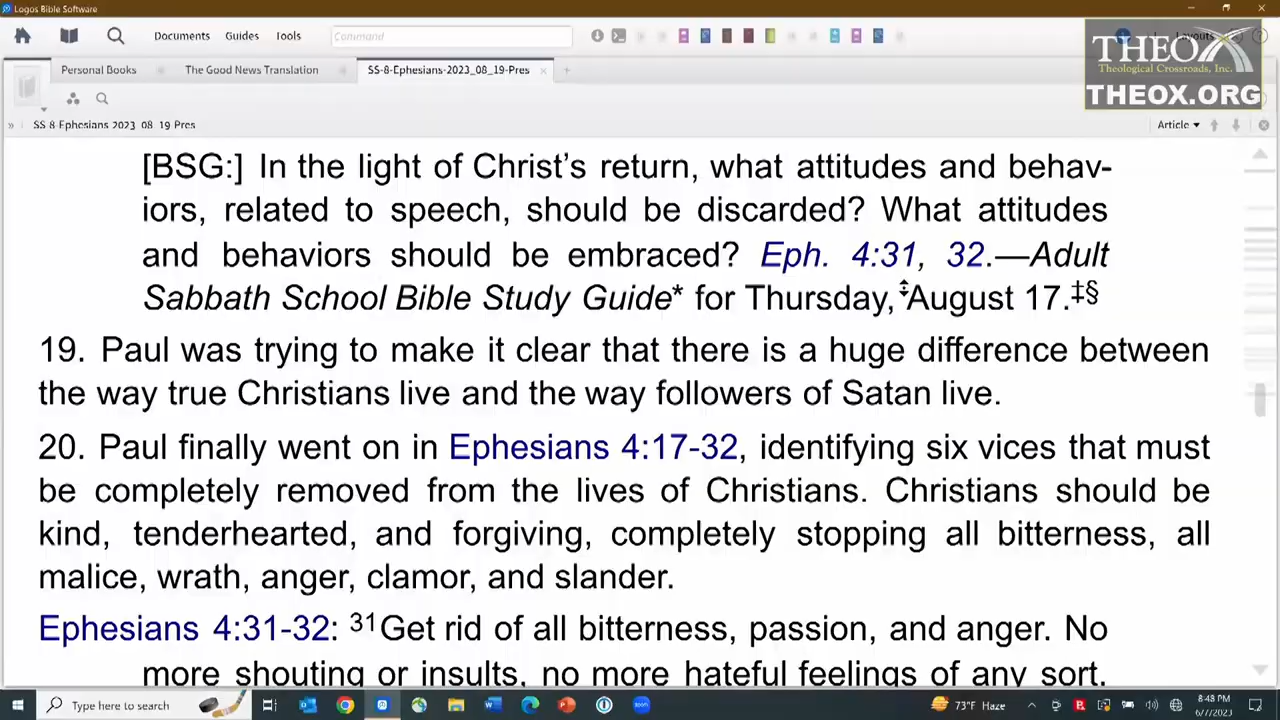 Logos Bible Software
Documents Guides Tools Command Layouts
THEOX
Theological Crossroads, Inc.
THEOX.ORG
Personal Books The Good News Translation SS-8-Ephesians-2023_08_19-Pres
SS-8-Ephesians-2023_08_19-Pres Article
[BSG:] In the light of Christ’s return, what attitudes and behav-
iors, related to speech, should be discarded? What attitudes
and behaviors should be embraced? Eph. 4:31, 32.—Adult
Sabbath School Bible Study Guide* for Thursday, August 17.‡§
19. Paul was trying to make it clear that there is a huge difference between
the way true Christians live and the way followers of Satan live.
20. Paul finally went on in Ephesians 4:17-32, identifying six vices that must
be completely removed from the lives of Christians. Christians should be
kind, tenderhearted, and forgiving, completely stopping all bitterness, all
malice, wrath, anger, clamor, and slander.
Ephesians 4:31-32: 31Get rid of all bitterness, passion, and anger. No
more shouting or insults, no more hateful feelings of any sort.
Type here to search 73°F Haze 8:48 PM
6/7/2023